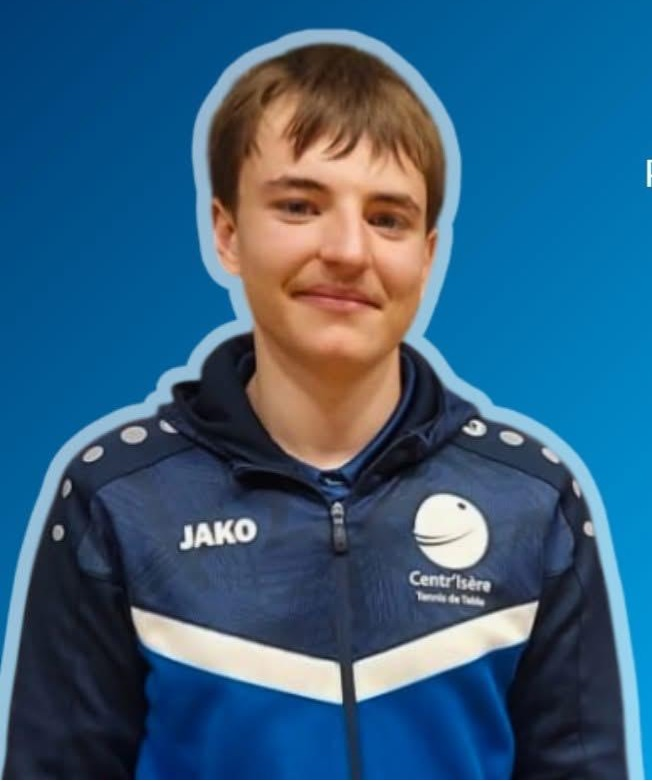 P
JAKO
Centr'Isère
Tennis de Table